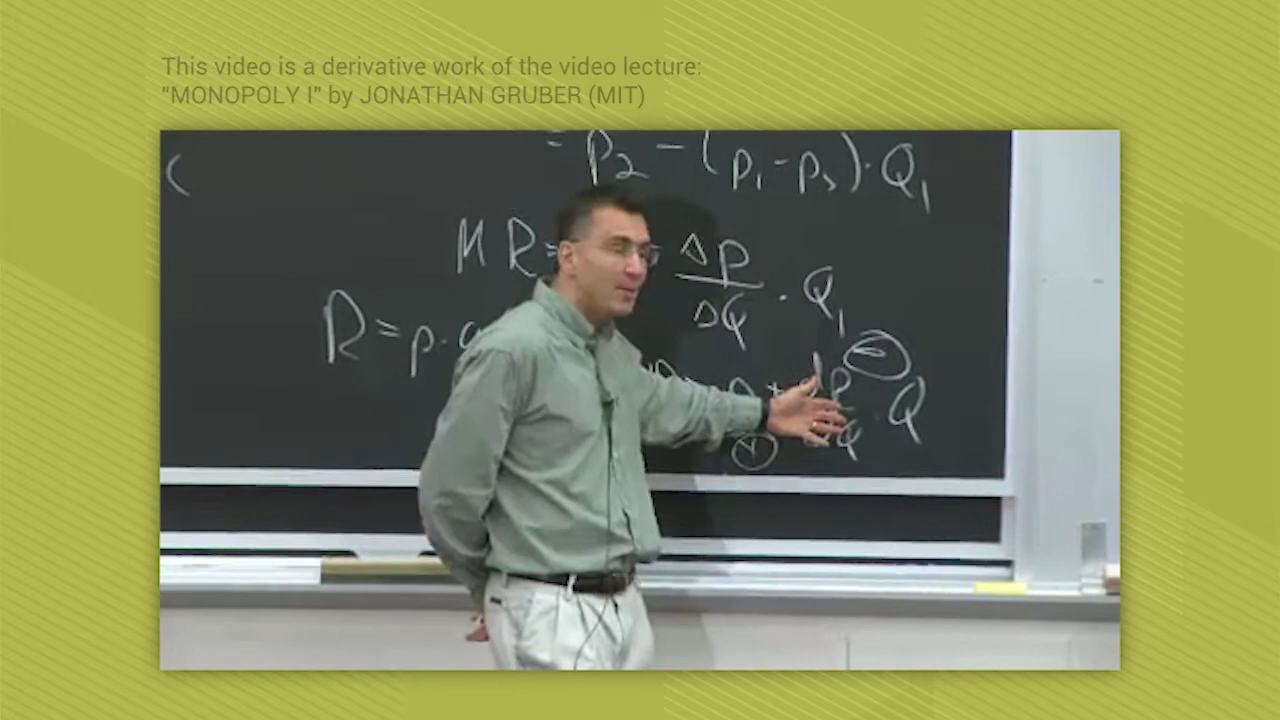 This video is a derivative work of the video lecture:
“MONOPOLY I” by JONATHAN GRUBER (MIT)
(
= P2 – (P1 – P2) · Q1
MR =
ΔP
ΔQ · Q1
R = p ·
Q